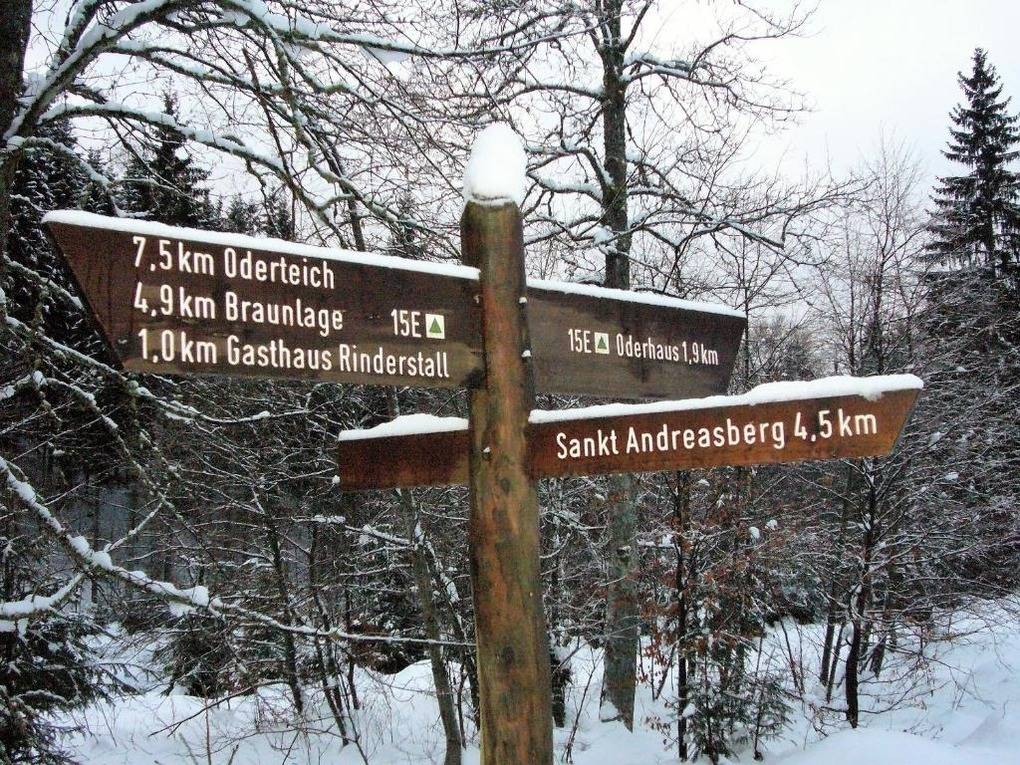 7,5 km Oderteich
4,9 km Braunlage 15E
1,0 km Gasthaus Rinderstall
15E Oderhaus 1,9 km
Sankt Andreasberg 4,5 km